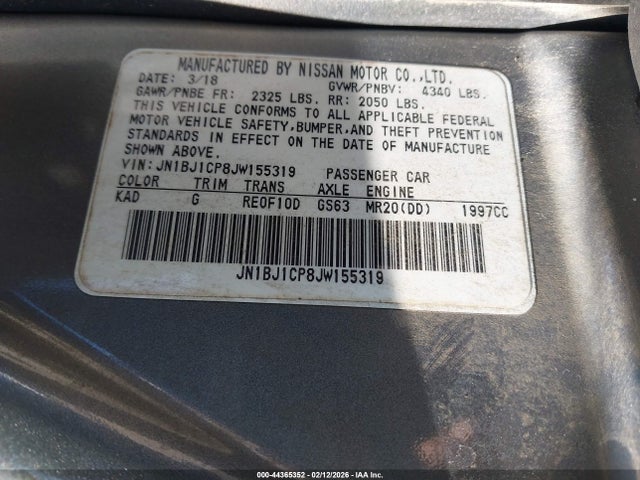 MANUFACTURED BY NISSAN MOTOR CO.,LTD.
DATE: 3/18 GVWR/PNBV: 4340 LBS.
GAWR/PNBE FR: 2325 LBS. RR: 2050 LBS.
THIS VEHICLE CONFORMS TO ALL APPLICABLE FEDERAL
MOTOR VEHICLE SAFETY,BUMPER,AND THEFT PREVENTION
STANDARDS IN EFFECT ON THE DATE OF MANUFACTURE
SHOWN ABOVE.
VIN: JN1BJ1CP8JW155319 PASSENGER CAR
COLOR TRIM TRANS AXLE ENGINE
KAD G RE0F10D GS63 MR20(DD) 1997CC
JN1BJ1CP8JW155319
000-44365352 - 02/12/2026 - IAA Inc.